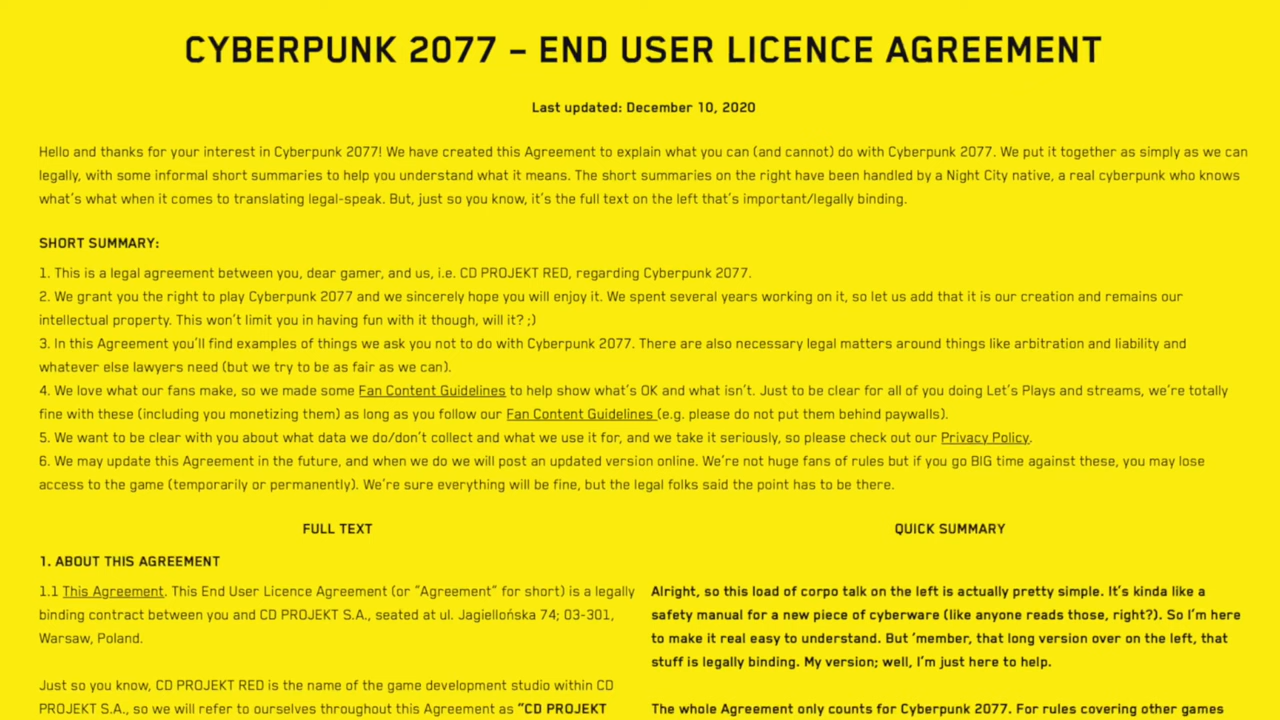 CYBERPUNK 2077 – END USER LICENCE AGREEMENT
Last updated: December 10, 2020
Hello and thanks for your interest in Cyberpunk 2077! We have created this Agreement to explain what you can (and cannot) do with Cyberpunk 2077. We put it together as simply as we can
legally, with some informal short summaries to help you understand what it means. The short summaries on the right have been handled by a Night City native, a real cyberpunk who knows
what's what when it comes to translating legal-speak. But, just so you know, it's the full text on the left that's important/legally binding.
SHORT SUMMARY:
1. This is a legal agreement between you, dear gamer, and us, i.e. CD PROJEKT RED, regarding Cyberpunk 2077.
2. We grant you the right to play Cyberpunk 2077 and we sincerely hope you will enjoy it. We spent several years working on it, so let us add that it is our creation and remains our
intellectual property. This won't limit you in having fun with it though, will it? ;)
3. In this Agreement you'll find examples of things we ask you not to do with Cyberpunk 2077. There are also necessary legal matters around things like arbitration and liability and
whatever else lawyers need (but we try to be as fair as we can).
4. We love what our fans make, so we made some Fan Content Guidelines to help show what's OK and what isn't. Just to be clear for all of you doing Let's Plays and streams, we're totally
fine with these (including you monetizing them) as long as you follow our Fan Content Guidelines (e.g. please do not put them behind paywalls).
5. We want to be clear with you about what data we do/don't collect and what we use it for, and we take it seriously, so please check out our Privacy Policy.
6. We may update this Agreement in the future, and when we do we will post an updated version online. We're not huge fans of rules but if you go BIG time against these, you may lose
access to the game (temporarily or permanently). We're sure everything will be fine, but the legal folks said the point has to be there.
FULL TEXT
1. ABOUT THIS AGREEMENT
1.1 This Agreement. This End User Licence Agreement (or "Agreement" for short) is a legally
binding contract between you and CD PROJEKT S.A., seated at ul. Jagiellońska 74; 03-301,
Warsaw, Poland.
Just so you know, CD PROJEKT RED is the name of the game development studio within CD
PROJEKT S.A., so we will refer to ourselves throughout this Agreement as "CD PROJEKT
QUICK SUMMARY
Alright, so this load of corpo talk on the left is actually pretty simple. It's kinda like a
safety manual for a new piece of cyberware (like anyone reads those, right?). So I'm here
to make it real easy to understand. But 'member, that long version over on the left, that
stuff is legally binding. My version; well, I'm just here to help.
The whole Agreement only counts for Cyberpunk 2077. For rules covering other games